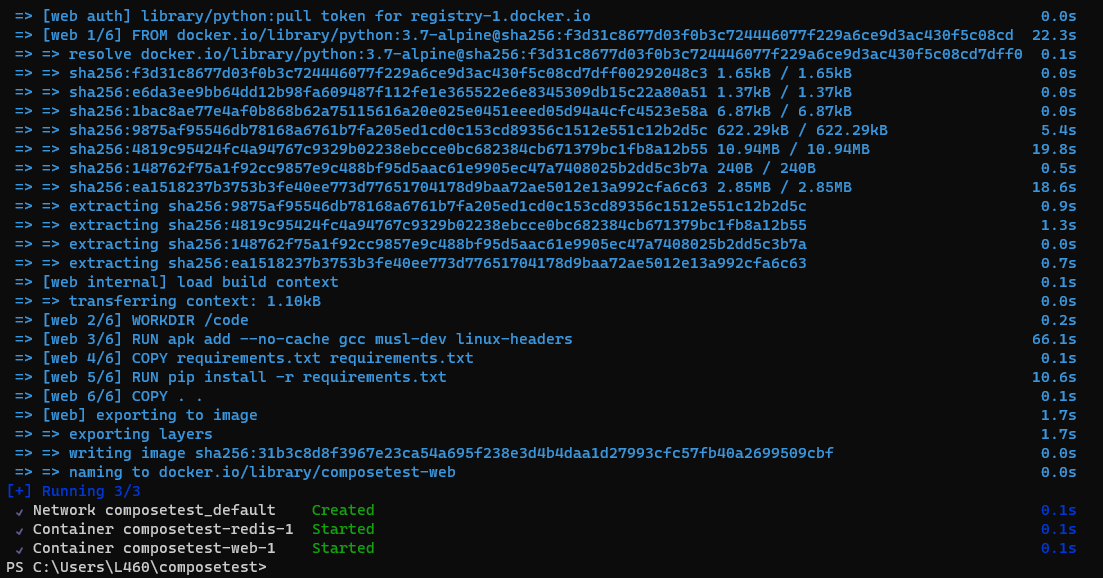 => [web auth] library/python:pull token for registry-1.docker.io 0.0s
=> [web 1/6] FROM docker.io/library/python:3.7-alpine@sha256:f3d31c8677d03f0b3c724446077f229a6ce9d3ac430f5c08cd 22.3s
=> => resolve docker.io/library/python:3.7-alpine@sha256:f3d31c8677d03f0b3c724446077f229a6ce9d3ac430f5c08cd7dff0 0.1s
=> => sha256:f3d31c8677d03f0b3c724446077f229a6ce9d3ac430f5c08cd7dff00292048c3 1.65kB / 1.65kB 0.0s
=> => sha256:e6da3ee9bb64dd12b98fa609487f112fe1e365522e6e8345309db15c22a80a51 1.37kB / 1.37kB 0.0s
=> => sha256:1bac8ae77e4af0b868b62a75115616a20e025e0451eeed05d94a4cfc4523e58a 6.87kB / 6.87kB 0.0s
=> => sha256:9875af95546db78168a6761b7fa205ed1cd0c153cd89356c1512e551c12b2d5c 622.29kB / 622.29kB 5.4s
=> => sha256:4819c95424fc4a94767c9329b02238ebcce0bc682384cb671379bc1fb8a12b55 10.94MB / 10.94MB 19.8s
=> => sha256:148762f75a1f92cc9857e9c488bf95d5aac61e9905ec47a7408025b2dd5c3b7a 240B / 240B 0.5s
=> => sha256:ea1518237b3753b3fe40ee773d77651704178d9baa72ae5012e13a992cfa6c63 2.85MB / 2.85MB 18.6s
=> => extracting sha256:9875af95546db78168a6761b7fa205ed1cd0c153cd89356c1512e551c12b2d5c 0.9s
=> => extracting sha256:4819c95424fc4a94767c9329b02238ebcce0bc682384cb671379bc1fb8a12b55 1.3s
=> => extracting sha256:148762f75a1f92cc9857e9c488bf95d5aac61e9905ec47a7408025b2dd5c3b7a 0.0s
=> => extracting sha256:ea1518237b3753b3fe40ee773d77651704178d9baa72ae5012e13a992cfa6c63 0.7s
=> [web internal] load build context 0.1s
=> => transferring context: 1.10kB 0.0s
=> [web 2/6] WORKDIR /code 0.2s
=> [web 3/6] RUN apk add --no-cache gcc musl-dev linux-headers 66.1s
=> [web 4/6] COPY requirements.txt requirements.txt 0.1s
=> [web 5/6] RUN pip install -r requirements.txt 10.6s
=> [web 6/6] COPY . . 0.1s
=> [web] exporting to image 1.7s
=> => exporting layers 1.7s
=> => writing image sha256:31b3c8d8f3967e23ca54a695f238e3d4b4daa1d27993cfc57fb40a2699509cbf 0.0s
=> => naming to docker.io/library/composetest-web 0.0s
[+] Running 3/3
✔ Network composetest_default Created 0.1s
✔ Container composetest-redis-1 Started 0.1s
✔ Container composetest-web-1 Started 0.1s
PS C:\Users\L460\composetest>